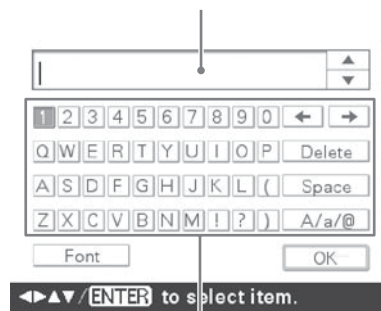 1 2 3 4 5 6 7 8 9 0 ← →
Q W E R T Y U I O P Delete
A S D F G H J K L ( Space
Z X C V B N M ! ? ) A/a/@
Font OK
◄►▲▼/ENTER to select item.